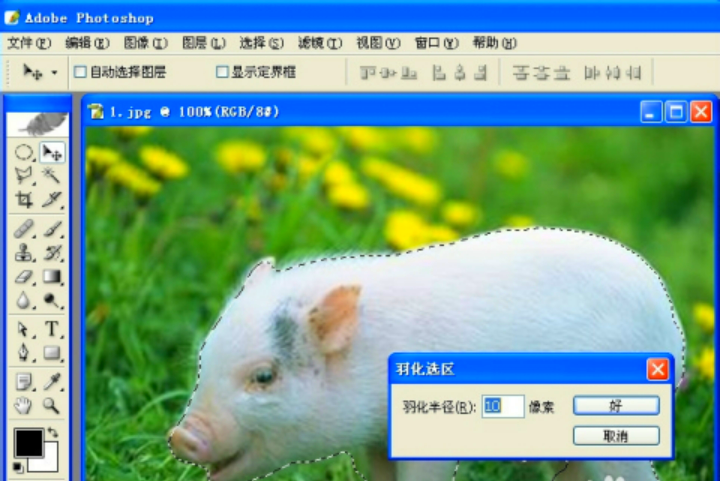 Adobe Photoshop
文件(F) 编辑(E) 图像(I) 图层(L) 选择(S) 滤镜(T) 视图(V) 窗口(W) 帮助(H)
自动选择图层 显示定界框
1.jpg @ 100%(RGB/8#)
T
羽化选区
羽化半径(R): 10 像素
好
取消